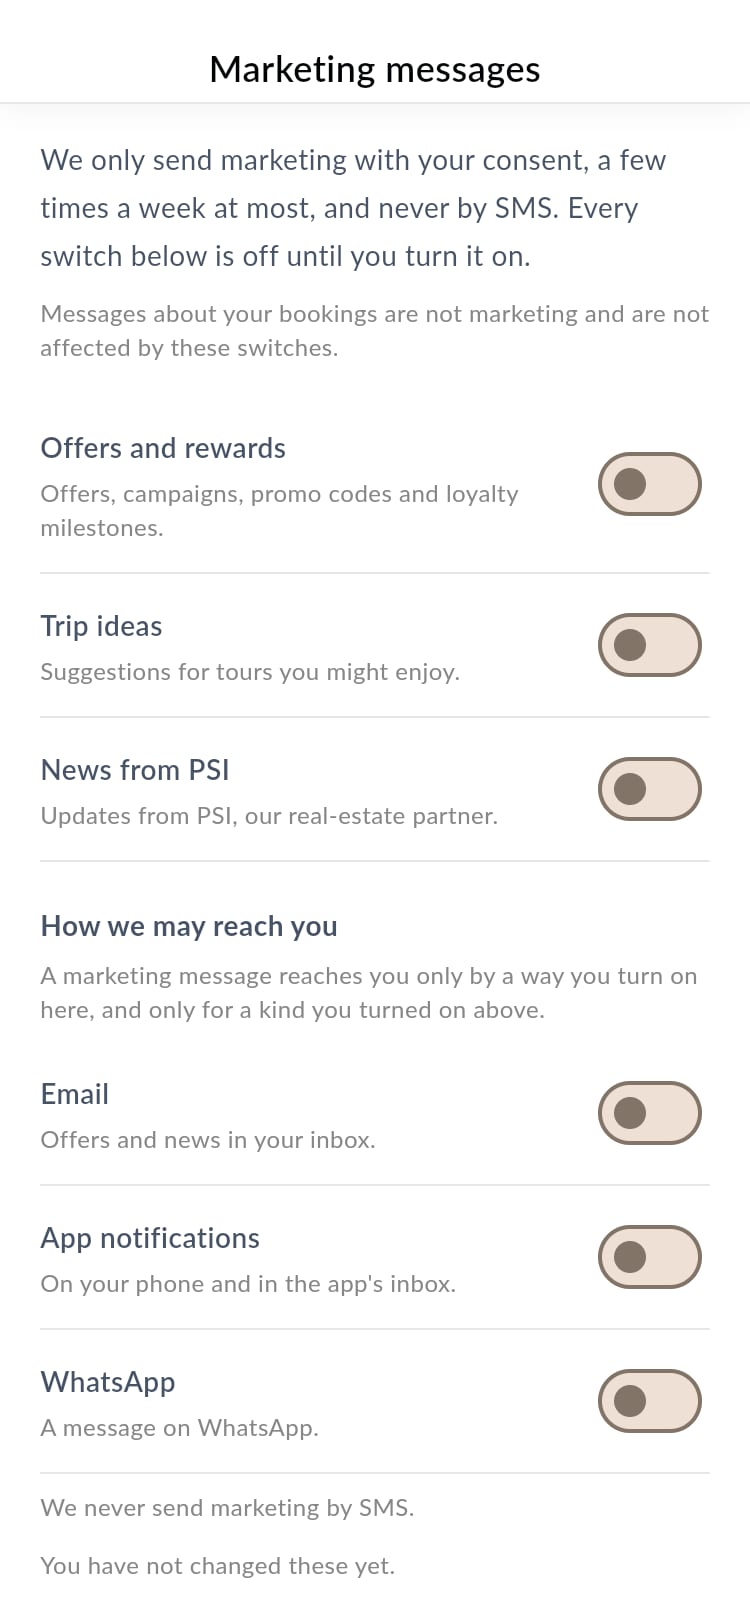 Marketing messages
We only send marketing with your consent, a few
times a week at most, and never by SMS. Every
switch below is off until you turn it on.
Messages about your bookings are not marketing and are not
affected by these switches.
Offers and rewards
Offers, campaigns, promo codes and loyalty
milestones.
Trip ideas
Suggestions for tours you might enjoy.
News from PSI
Updates from PSI, our real-estate partner.
How we may reach you
A marketing message reaches you only by a way you turn on
here, and only for a kind you turned on above.
Email
Offers and news in your inbox.
App notifications
On your phone and in the app's inbox.
WhatsApp
A message on WhatsApp.
We never send marketing by SMS.
You have not changed these yet.